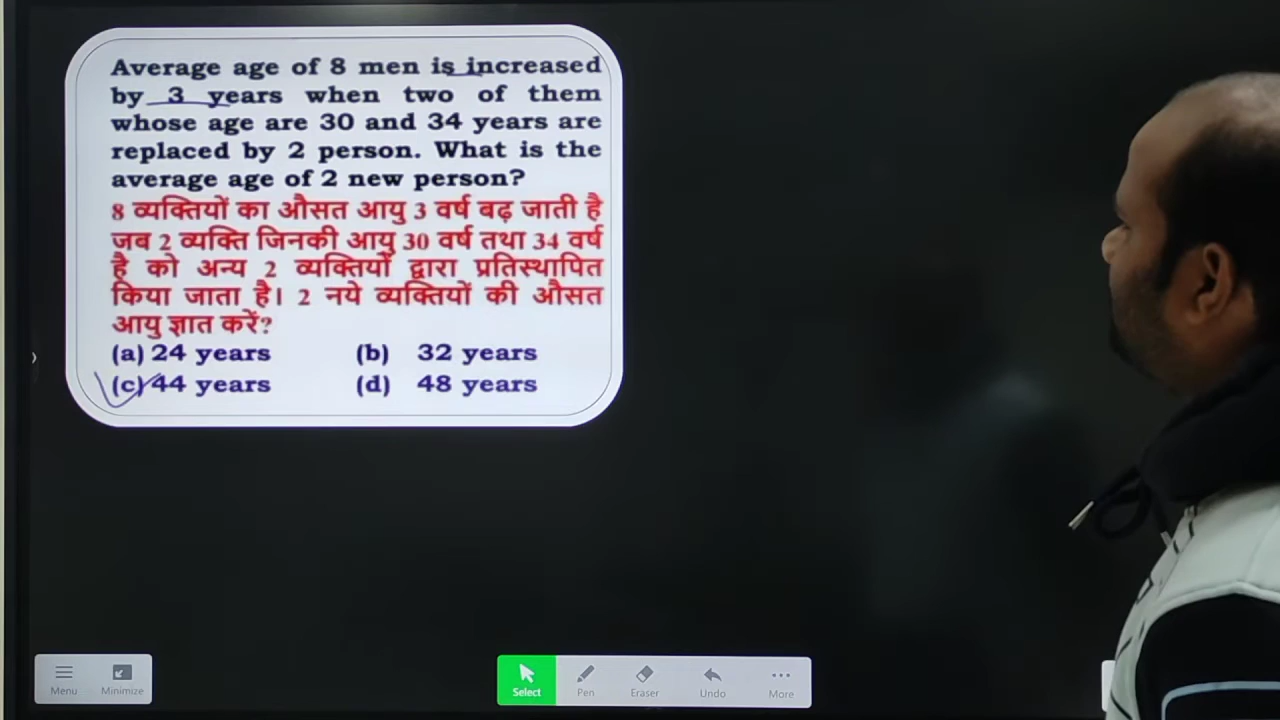 Average age of 8 men is increased
by 3 years when two of them
whose age are 30 and 34 years are
replaced by 2 person. What is the
average age of 2 new person?
8 व्यक्तियों का औसत आयु 3 वर्ष बढ़ जाती है
जब 2 व्यक्ति जिनकी आयु 30 वर्ष तथा 34 वर्ष
है को अन्य 2 व्यक्तियों द्वारा प्रतिस्थापित
किया जाता है। 2 नये व्यक्तियों की औसत
आयु ज्ञात करें?
(a) 24 years (b) 32 years
(c) 44 years (d) 48 years
Menu Minimize Select Pen Eraser Undo More